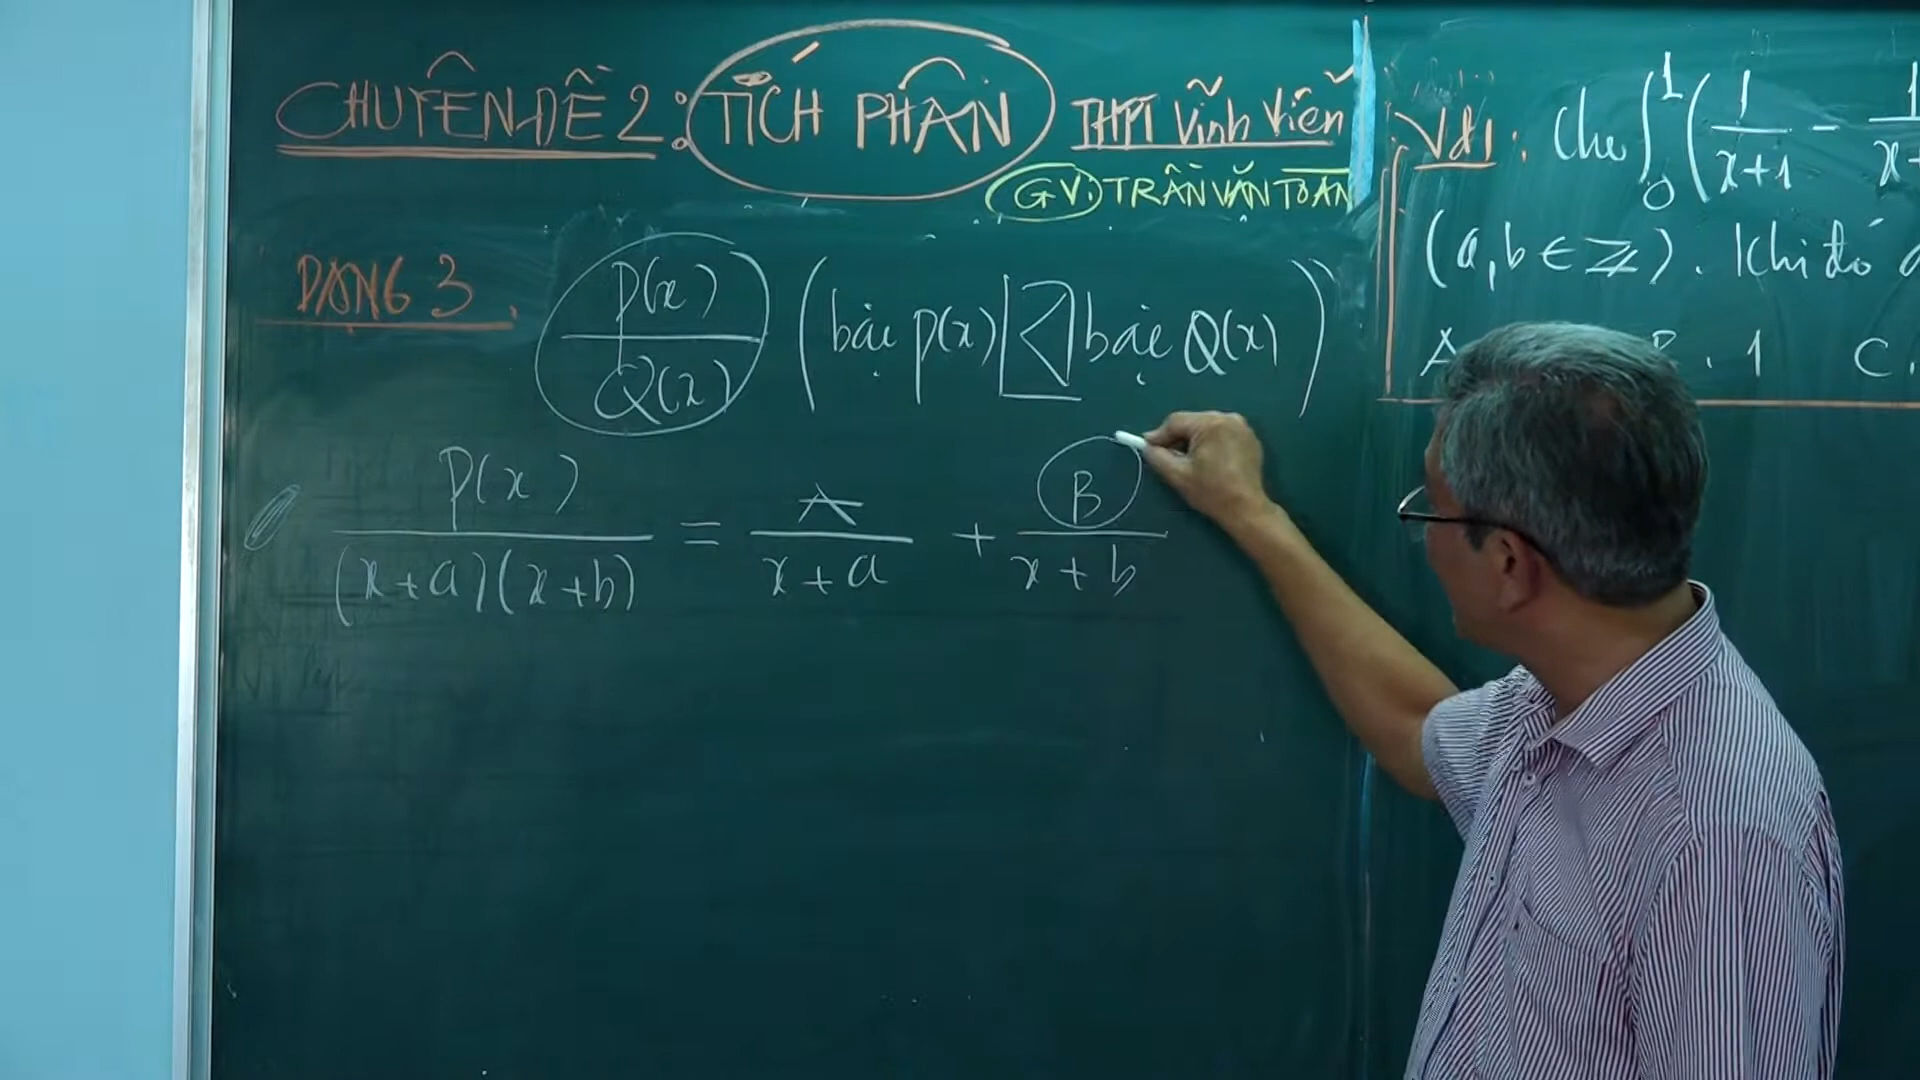 CHUYÊN ĐỀ 2: TÍCH PHÂN THPT Vĩnh Viễn
GV: TRẦN VĂN TOÀN
DẠNG 3. P(x)/Q(x) (bậc p(x) < bậc Q(x))
P(x)/((x+a)(x+b)) = A/(x+a) + B/(x+b)
Vd1: Cho ∫₀¹ (1/(x+1) - 1/x+
(a,b ∈ ℤ). Khi đó
A B. 1 C.